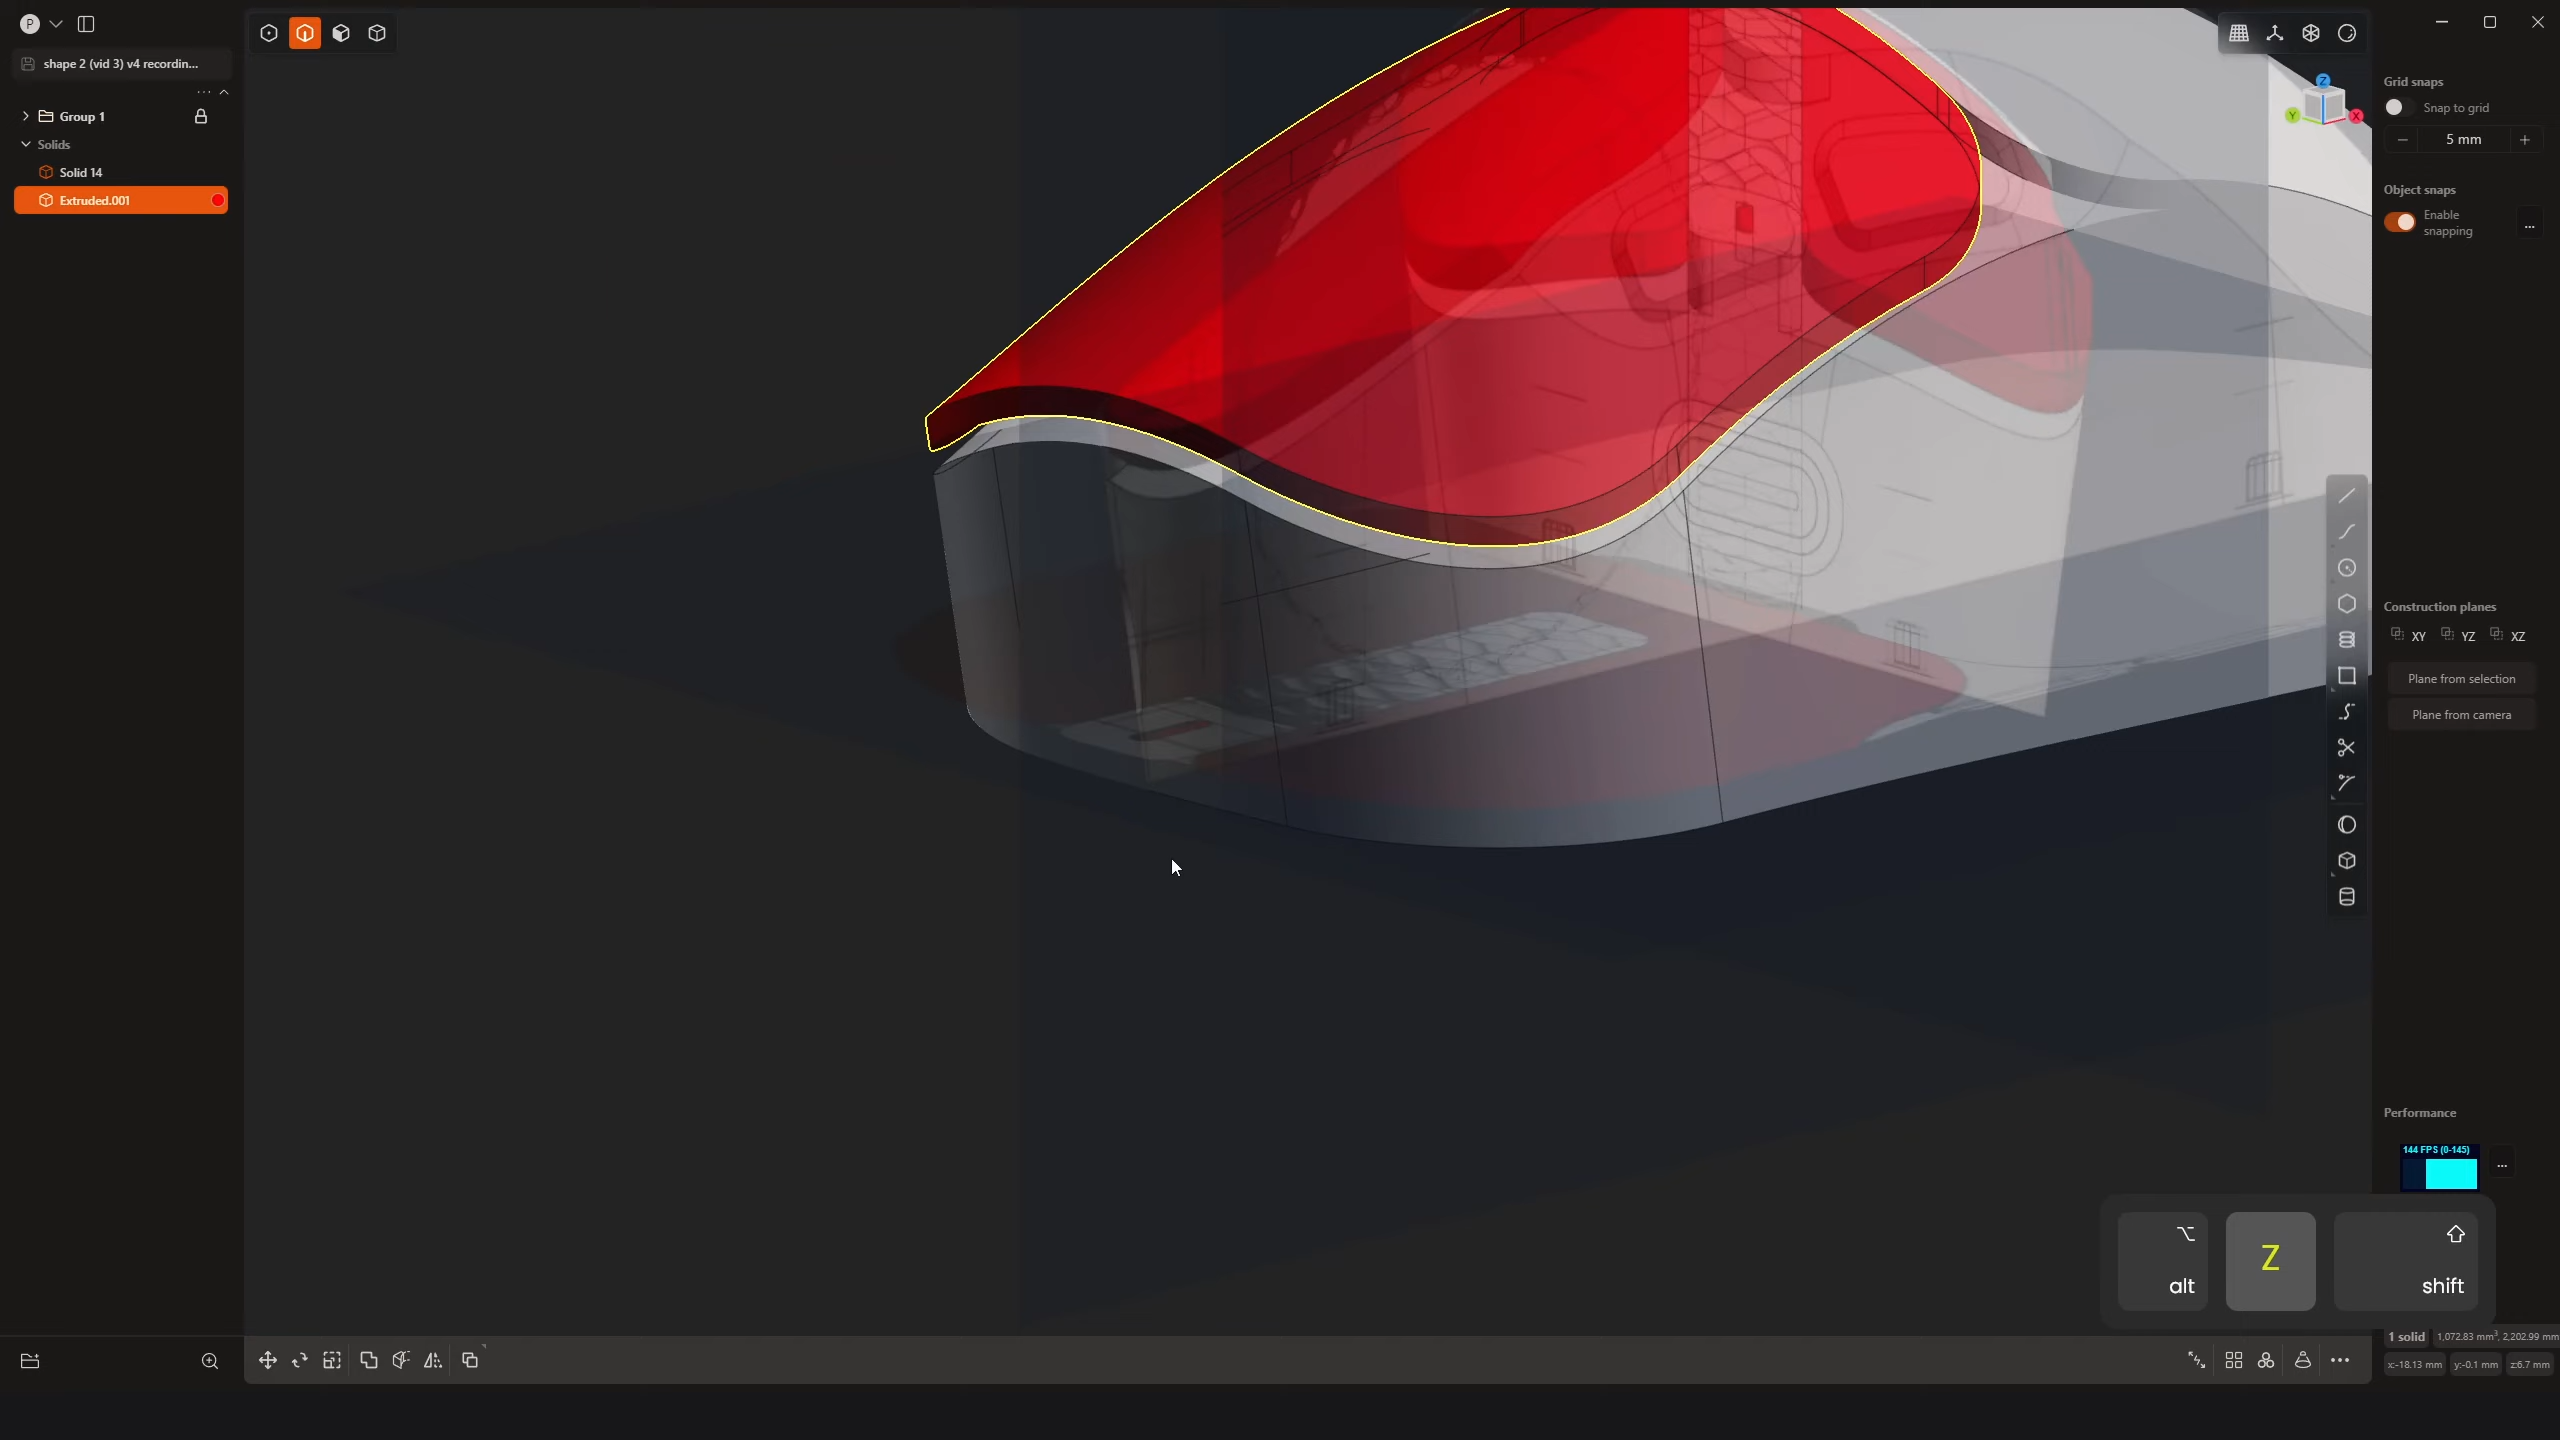 P
shape 2 (vid 3) v4 recordin...
Group 1
Solids
Solid 14
Extruded.001
Z
Y
X
Grid snaps
Snap to grid
5 mm
Object snaps
Enable
snapping
...
Construction planes
XY
YZ
XZ
Plane from selection
Plane from camera
Performance
144 FPS (0-145)
...
alt
Z
shift
1 solid
1,072.83 mm³, 2,202.99 mm
x:-18.13 mm
y:-0.1 mm
z:6.7 mm